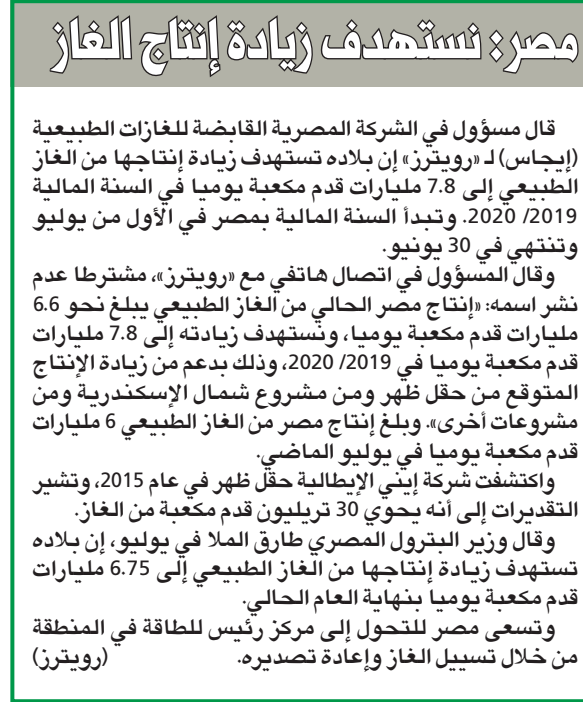 مصر: نستهدف زيادة إنتاج الغاز
قال مسؤول في الشركة المصرية القابضة للغازات الطبيعية
(إيجاس) لـ «رويترز» إن بلاده تستهدف زيادة إنتاجها من الغاز
الطبيعي إلى 7.8 مليارات قدم مكعبة يوميا في السنة المالية
2019/ 2020. وتبدأ السنة المالية بمصر في الأول من يوليو
وتنتهي في 30 يونيو.
وقال المسؤول في اتصال هاتفي مع «رويترز»، مشترطا عدم
نشر اسمه: «إنتاج مصر الحالي من الغاز الطبيعي يبلغ نحو 6.6
مليارات قدم مكعبة يوميا، ونستهدف زيادته إلى 7.8 مليارات
قدم مكعبة يوميا في 2019/ 2020، وذلك بدعم من زيادة الإنتاج
المتوقع من حقل ظهر ومن مشروع شمال الإسكندرية ومن
مشروعات أخرى». وبلغ إنتاج مصر من الغاز الطبيعي 6 مليارات
قدم مكعبة يوميا في يوليو الماضي.
واكتشفت شركة إيني الإيطالية حقل ظهر في عام 2015، وتشير
التقديرات إلى أنه يحوي 30 تريليون قدم مكعبة من الغاز.
وقال وزير البترول المصري طارق الملا في يوليو، إن بلاده
تستهدف زيادة إنتاجها من الغاز الطبيعي إلى 6.75 مليارات
قدم مكعبة يوميا بنهاية العام الحالي.
وتسعى مصر للتحول إلى مركز رئيس للطاقة في المنطقة
من خلال تسييل الغاز وإعادة تصديره. (رويترز)